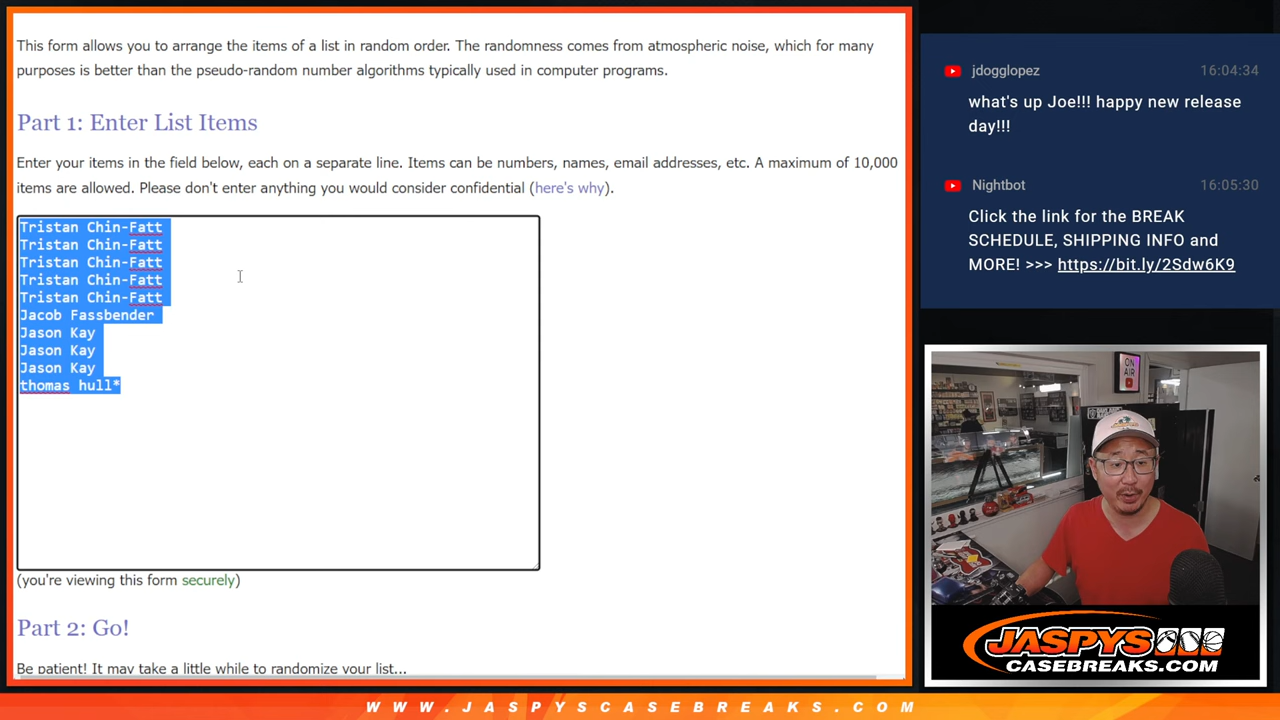 This form allows you to arrange the items of a list in random order. The randomness comes from atmospheric noise, which for many
purposes is better than the pseudo-random number algorithms typically used in computer programs.
Part 1: Enter List Items
Enter your items in the field below, each on a separate line. Items can be numbers, names, email addresses, etc. A maximum of 10,000
items are allowed. Please don't enter anything you would consider confidential (here's why).
Tristan Chin-Fatt
Tristan Chin-Fatt
Tristan Chin-Fatt
Tristan Chin-Fatt
Tristan Chin-Fatt
Jacob Fassbender
Jason Kay
Jason Kay
Jason Kay
thomas hull*
(you're viewing this form securely)
Part 2: Go!
Be patient! It may take a little while to randomize your list...
jdogglopez 16:04:34
what's up Joe!!! happy new release
day!!!
Nightbot 16:05:30
Click the link for the BREAK
SCHEDULE, SHIPPING INFO and
MORE! >>> https://bit.ly/2Sdw6K9
ON
AIR
JASPYS
CASEBREAKS.COM
WWW.JASPYSCASEBREAKS.COM